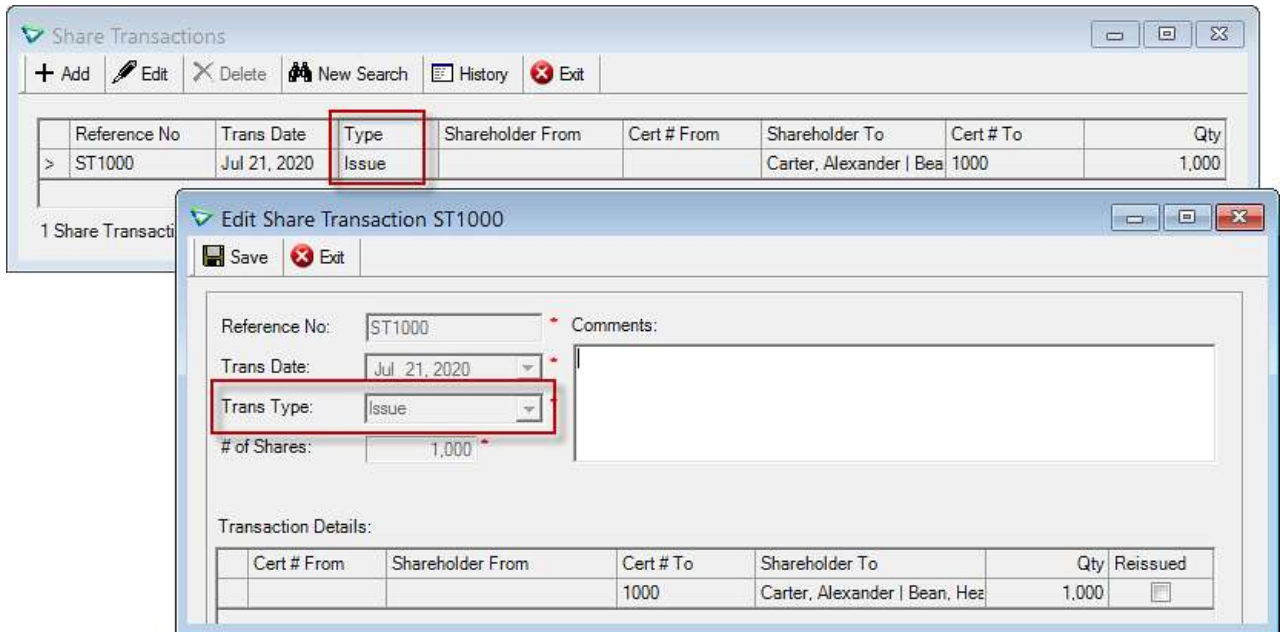 Share Transactions
Add Edit Delete New Search History Exit
Reference No Trans Date Type Shareholder From Cert # From Shareholder To Cert # To Qty
> ST1000 Jul 21, 2020 Issue Carter, Alexander | Bea 1000 1,000
1 Share Transacti
Edit Share Transaction ST1000
Save Exit
Reference No: ST1000 * Comments:
Trans Date: Jul 21, 2020 *
Trans Type: Issue *
# of Shares: 1,000 *
Transaction Details:
Cert # From Shareholder From Cert # To Shareholder To Qty Reissued
1000 Carter, Alexander | Bean, Hea 1,000